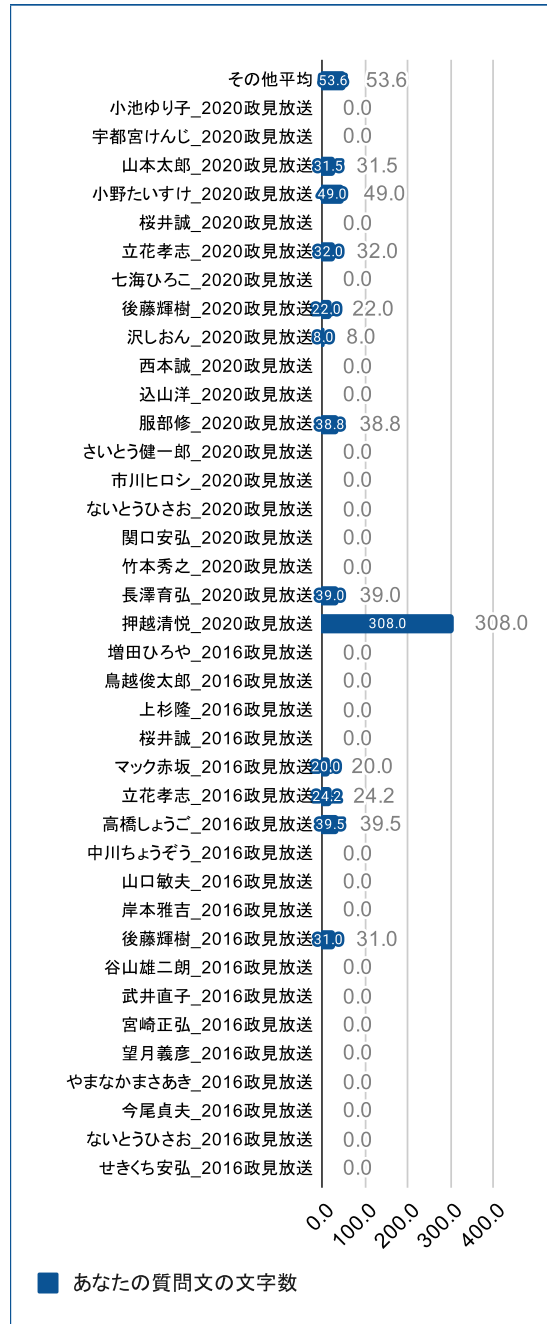 その他平均 53.6 53.6
小池ゆり子_2020政見放送 0.0
宇都宮けんじ_2020政見放送 0.0
山本太郎_2020政見放送 31.5 31.5
小野たいすけ_2020政見放送 49.0 49.0
桜井誠_2020政見放送 0.0
立花孝志_2020政見放送 32.0 32.0
七海ひろこ_2020政見放送 0.0
後藤輝樹_2020政見放送 22.0 22.0
沢しおん_2020政見放送 8.0 8.0
西本誠_2020政見放送 0.0
込山洋_2020政見放送 0.0
服部修_2020政見放送 38.8 38.8
さいとう健一郎_2020政見放送 0.0
市川ヒロシ_2020政見放送 0.0
ないとうひさお_2020政見放送 0.0
関口安弘_2020政見放送 0.0
竹本秀之_2020政見放送 0.0
長澤育弘_2020政見放送 39.0 39.0
押越清悦_2020政見放送 308.0 308.0
増田ひろや_2016政見放送 0.0
鳥越俊太郎_2016政見放送 0.0
上杉隆_2016政見放送 0.0
桜井誠_2016政見放送 0.0
マック赤坂_2016政見放送 20.0 20.0
立花孝志_2016政見放送 24.2 24.2
高橋しょうご_2016政見放送 39.5 39.5
中川ちょうぞう_2016政見放送 0.0
山口敏夫_2016政見放送 0.0
岸本雅吉_2016政見放送 0.0
後藤輝樹_2016政見放送 31.0 31.0
谷山雄二朗_2016政見放送 0.0
武井直子_2016政見放送 0.0
宮崎正弘_2016政見放送 0.0
望月義彦_2016政見放送 0.0
やまなかまさあき_2016政見放送 0.0
今尾貞夫_2016政見放送 0.0
ないとうひさお_2016政見放送 0.0
せきくち安弘_2016政見放送 0.0
0.0 100.0 200.0 300.0 400.0
あなたの質問文の文字数